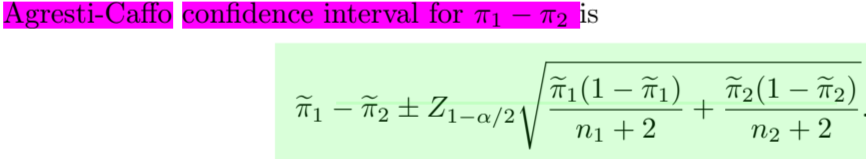 Agresti-Caffo confidence interval for π₁ − π₂ is
π̃₁ − π̃₂ ± Z₁₋α/₂ √( π̃₁(1 − π̃₁) / (n₁ + 2) + π̃₂(1 − π̃₂) / (n₂ + 2) ).